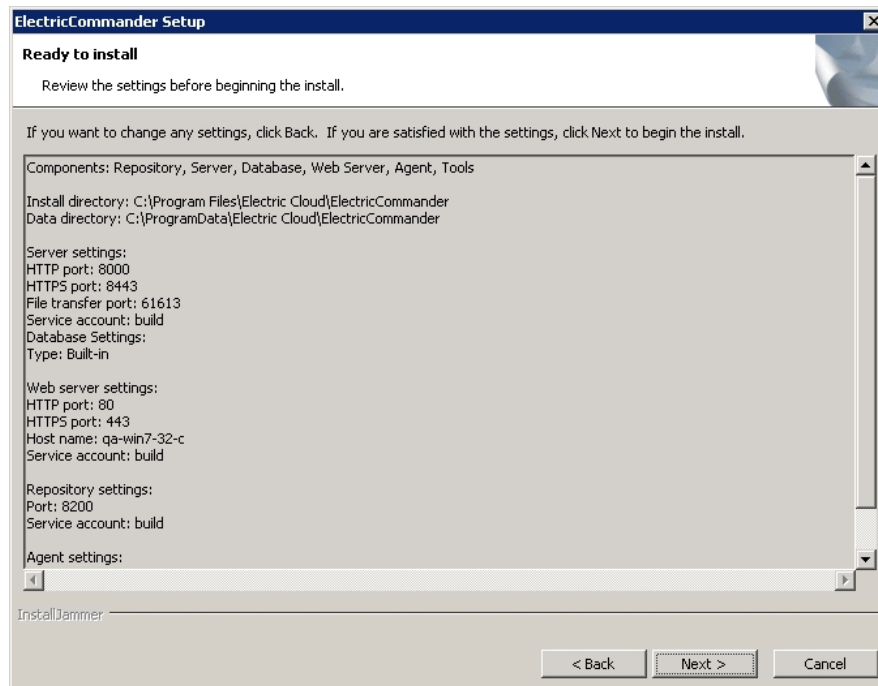 ElectricCommander Setup
Ready to install
Review the settings before beginning the install.
If you want to change any settings, click Back.  If you are satisfied with the settings, click Next to begin the install.
Components: Repository, Server, Database, Web Server, Agent, Tools
Install directory: C:\Program Files\Electric Cloud\ElectricCommander
Data directory: C:\ProgramData\Electric Cloud\ElectricCommander
Server settings:
HTTP port: 8000
HTTPS port: 8443
File transfer port: 61613
Service account: build
Database Settings:
Type: Built-in
Web server settings:
HTTP port: 80
HTTPS port: 443
Host name: qa-win7-32-c
Service account: build
Repository settings:
Port: 8200
Service account: build
Agent settings:
InstallJammer
< Back Next > Cancel